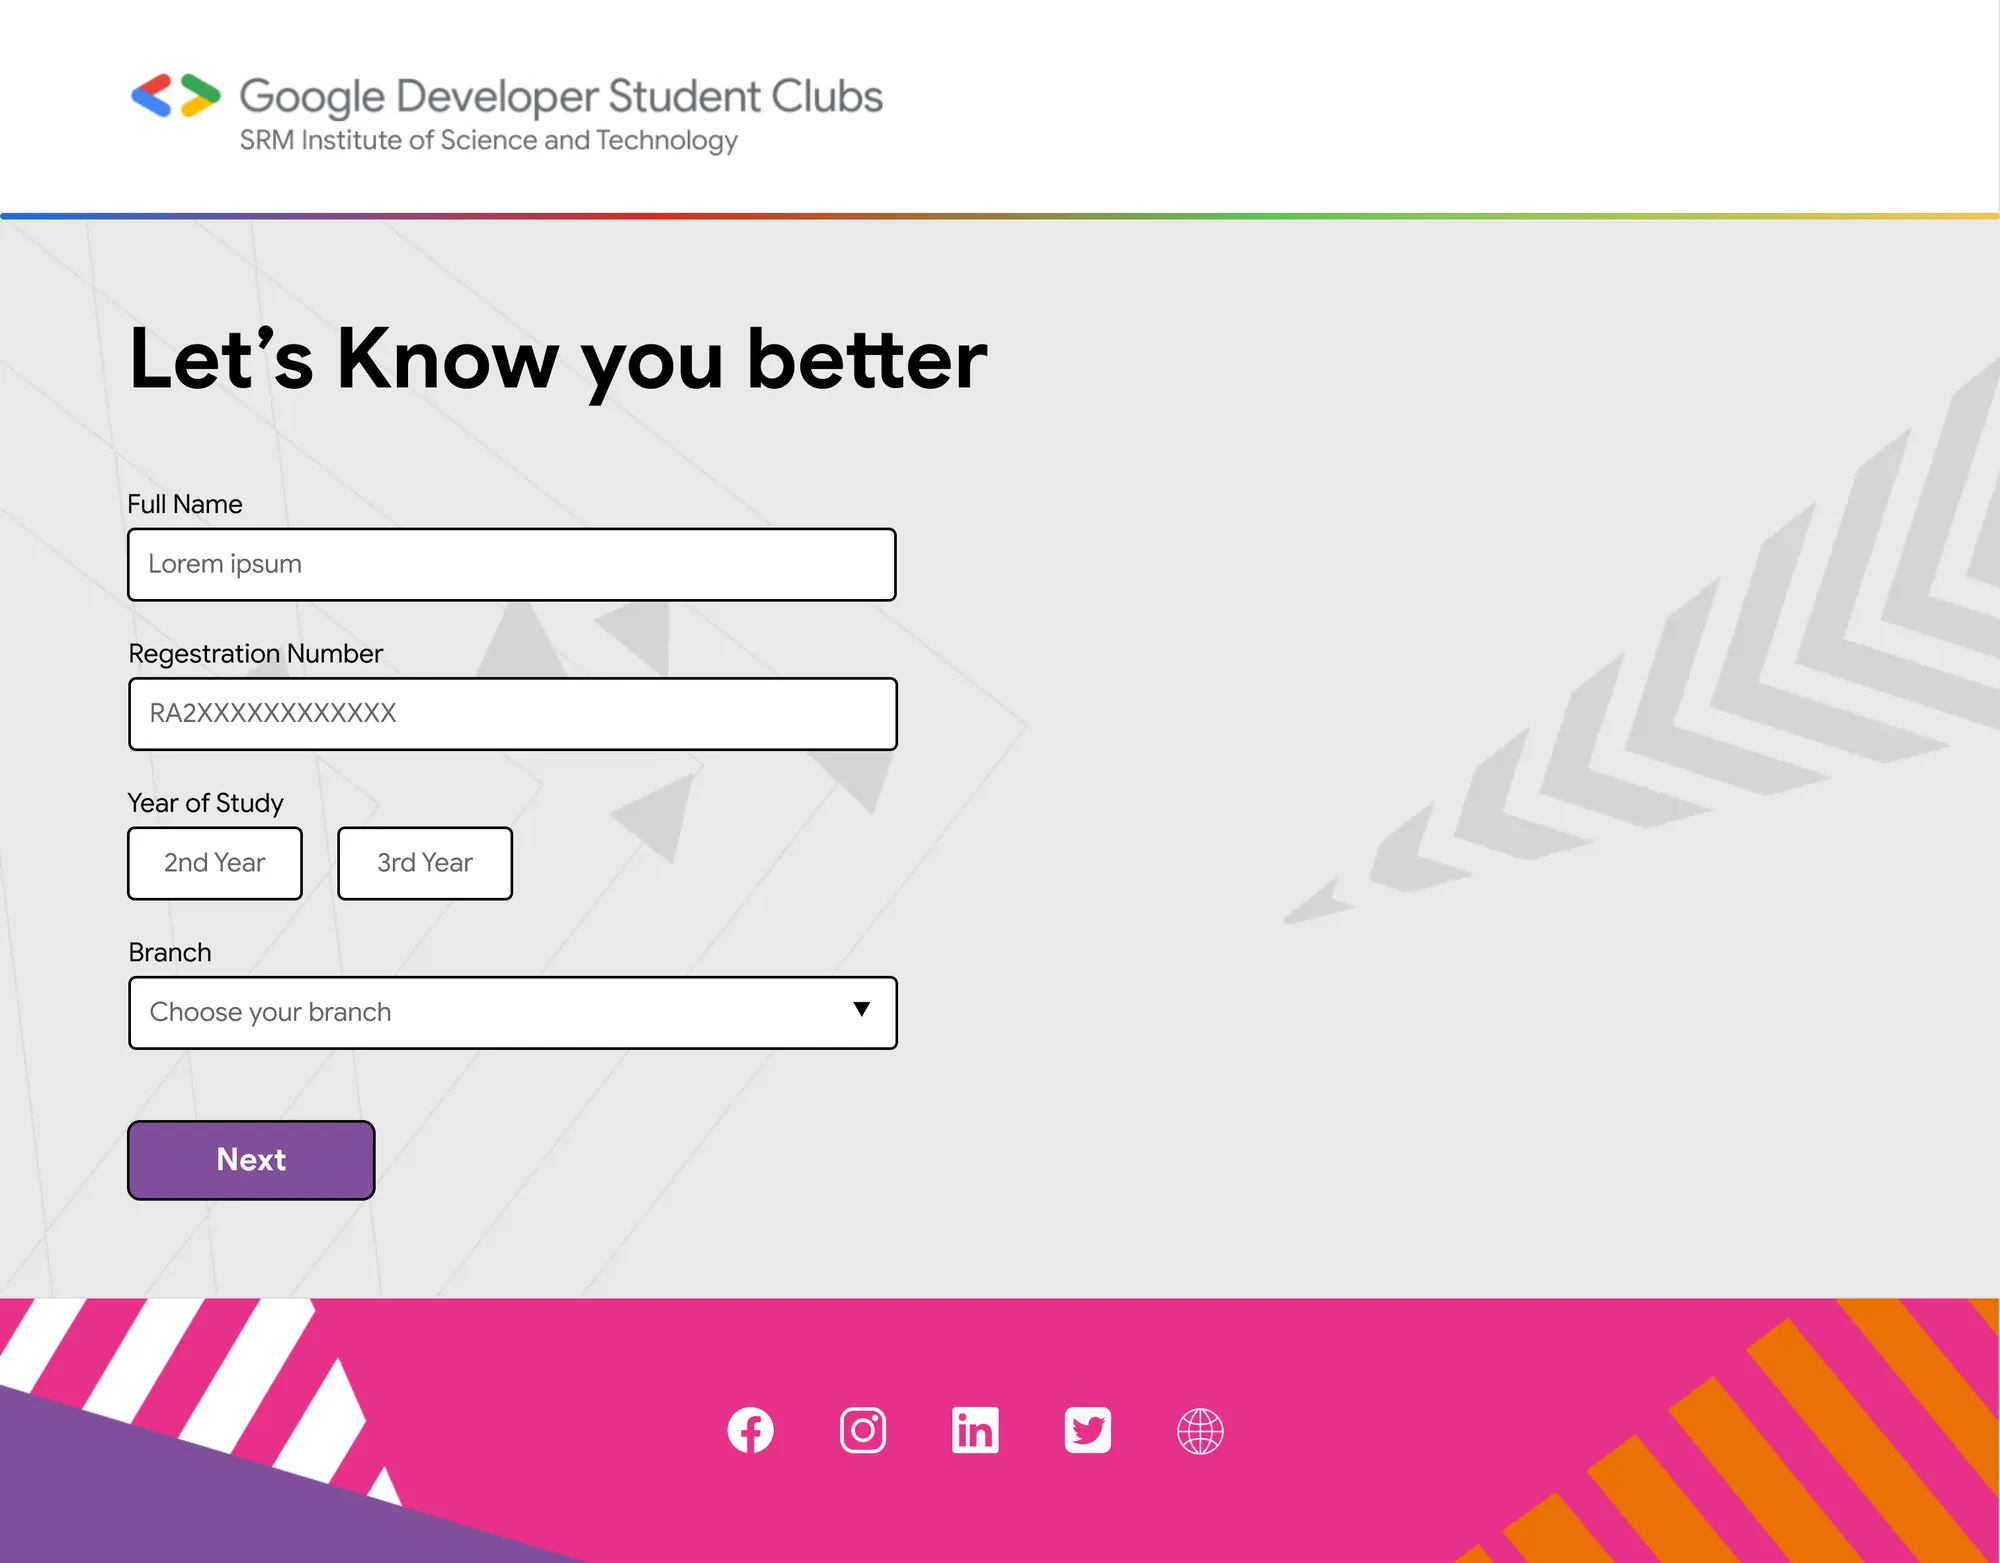 Google Developer Student Clubs
SRM Institute of Science and Technology
Let’s Know you better
Full Name
Lorem ipsum
Regestration Number
RA2XXXXXXXXXXXX
Year of Study
2nd Year
3rd Year
Branch
Choose your branch
Next